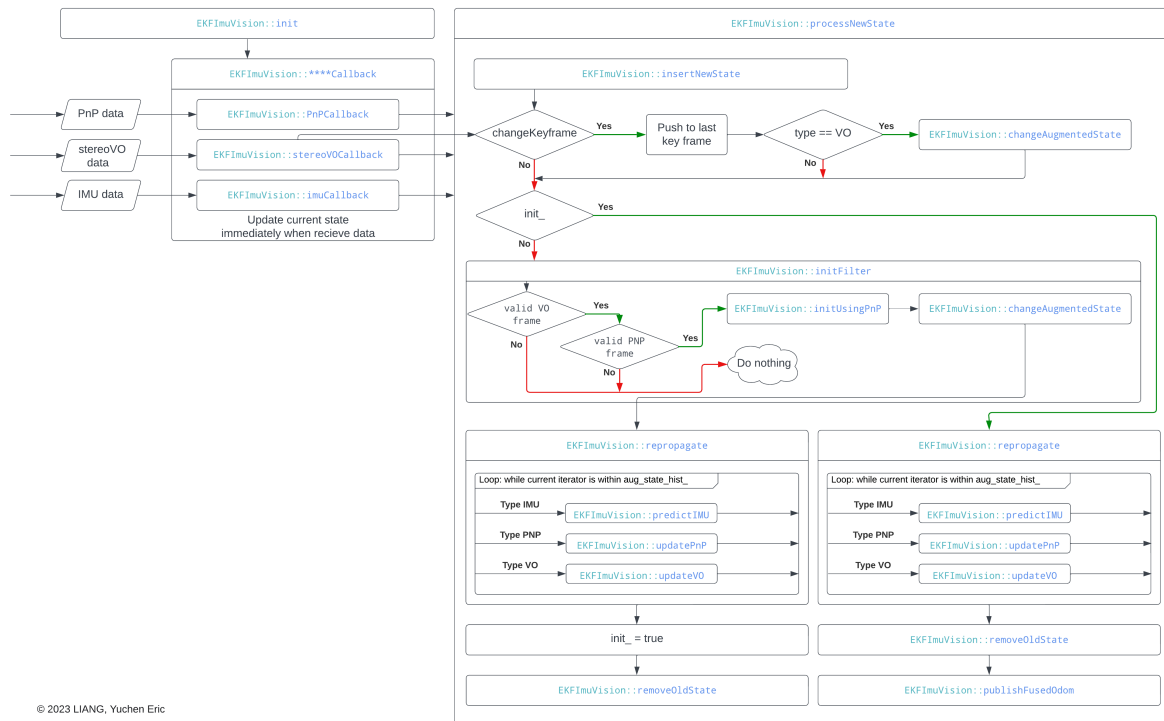 EKFImuVision::init
EKFImuVision::****Callback
PnP data
EKFImuVision::PnPCallback
stereoVO
data
EKFImuVision::stereoVOCallback
IMU data
EKFImuVision::imuCallback
Update current state
immediately when recieve data
EKFImuVision::processNewState
EKFImuVision::insertNewState
changeKeyframe
Yes
No
Push to last
key frame
type == VO
Yes
No
EKFImuVision::changeAugmentedState
init_
Yes
No
EKFImuVision::initFilter
valid VO
frame
Yes
No
valid PNP
frame
Yes
No
EKFImuVision::initUsingPnP
EKFImuVision::changeAugmentedState
Do nothing
EKFImuVision::repropagate
Loop: while current iterator is within aug_state_hist_
Type IMU
EKFImuVision::predictIMU
Type PNP
EKFImuVision::updatePnP
Type VO
EKFImuVision::updateVO
init_ = true
EKFImuVision::removeOldState
EKFImuVision::repropagate
Loop: while current iterator is within aug_state_hist_
Type IMU
EKFImuVision::predictIMU
Type PNP
EKFImuVision::updatePnP
Type VO
EKFImuVision::updateVO
EKFImuVision::removeOldState
EKFImuVision::publishFusedOdom
© 2023 LIANG, Yuchen Eric